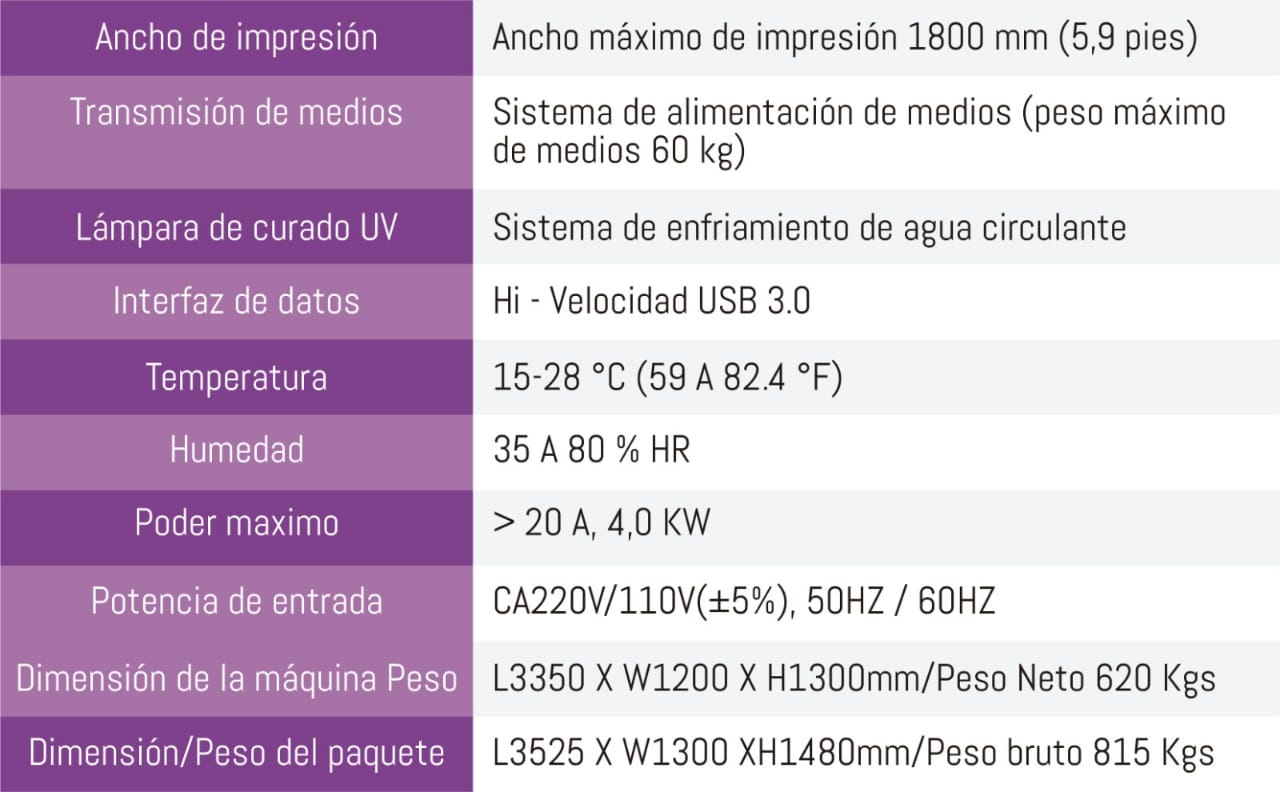 Ancho de impresión
Ancho máximo de impresión 1800 mm (5,9 pies)
Transmisión de medios
Sistema de alimentación de medios (peso máximo
de medios 60 kg)
Lámpara de curado UV
Sistema de enfriamiento de agua circulante
Interfaz de datos
Hi - Velocidad USB 3.0
Temperatura
15-28 °C (59 A 82.4 °F)
Humedad
35 A 80 % HR
Poder maximo
> 20 A, 4,0 KW
Potencia de entrada
CA220V/110V(±5%), 50HZ / 60HZ
Dimensión de la máquina Peso
L3350 X W1200 X H1300mm/Peso Neto 620 Kgs
Dimensión/Peso del paquete
L3525 X W1300 XH1480mm/Peso bruto 815 Kgs